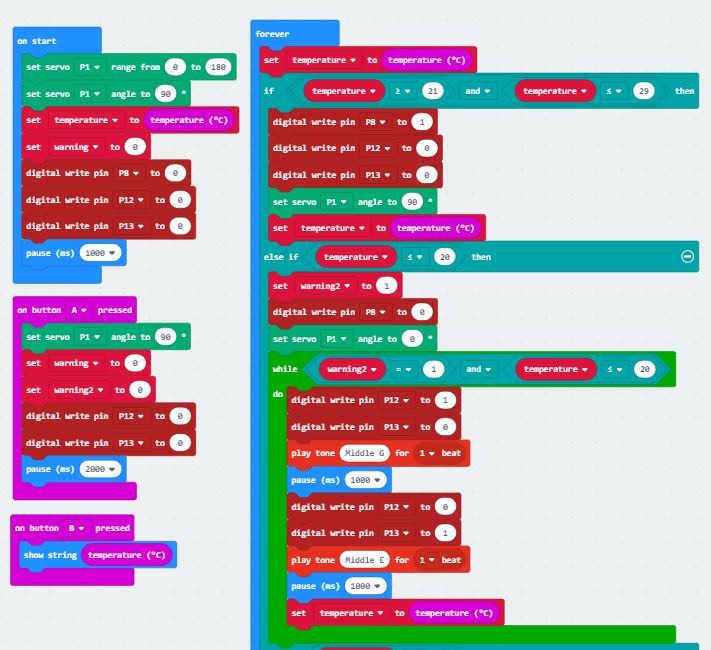 on start
set servo P1 range from 0 to 180
set servo P1 angle to 90 °
set temperature to temperature (°C)
set warning to 0
digital write pin P8 to 0
digital write pin P12 to 0
digital write pin P13 to 0
pause (ms) 1000
on button A pressed
set servo P1 angle to 90 °
set warning to 0
set warning2 to 0
digital write pin P12 to 0
digital write pin P13 to 0
pause (ms) 2000
on button B pressed
show string temperature (°C)
forever
set temperature to temperature (°C)
if temperature ≥ 21 and temperature ≤ 29 then
digital write pin P8 to 1
digital write pin P12 to 0
digital write pin P13 to 0
set servo P1 angle to 90 °
set temperature to temperature (°C)
else if temperature ≤ 20 then
set warning2 to 1
digital write pin P8 to 0
set servo P1 angle to 0 °
while warning2 = 1 and temperature ≤ 20
do
digital write pin P12 to 1
digital write pin P13 to 0
play tone Middle G for 1 beat
pause (ms) 1000
digital write pin P12 to 0
digital write pin P13 to 1
play tone Middle E for 1 beat
pause (ms) 1000
set temperature to temperature (°C)